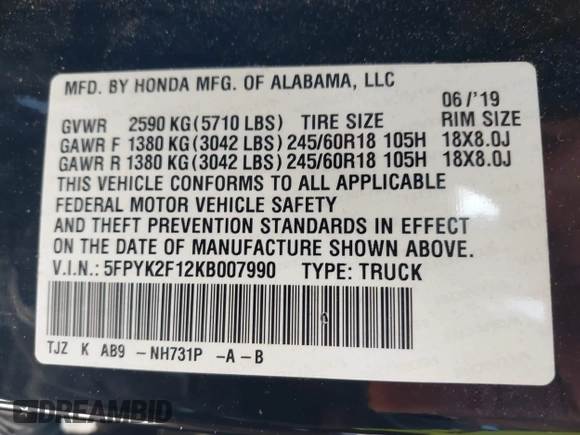 MFD. BY HONDA MFG. OF ALABAMA, LLC
06/'19
GVWR 2590 KG(5710 LBS) TIRE SIZE RIM SIZE
GAWR F 1380 KG(3042 LBS)245/60R18 105H 18X8.0J
GAWR R 1380 KG(3042 LBS)245/60R18 105H 18X8.0J
THIS VEHICLE CONFORMS TO ALL APPLICABLE
FEDERAL MOTOR VEHICLE SAFETY
AND THEFT PREVENTION STANDARDS IN EFFECT
ON THE DATE OF MANUFACTURE SHOWN ABOVE.
V.I.N.: 5FPYK2F12KB007990 TYPE: TRUCK
TJZ K AB9 -NH731P -A-B
DREAMBID